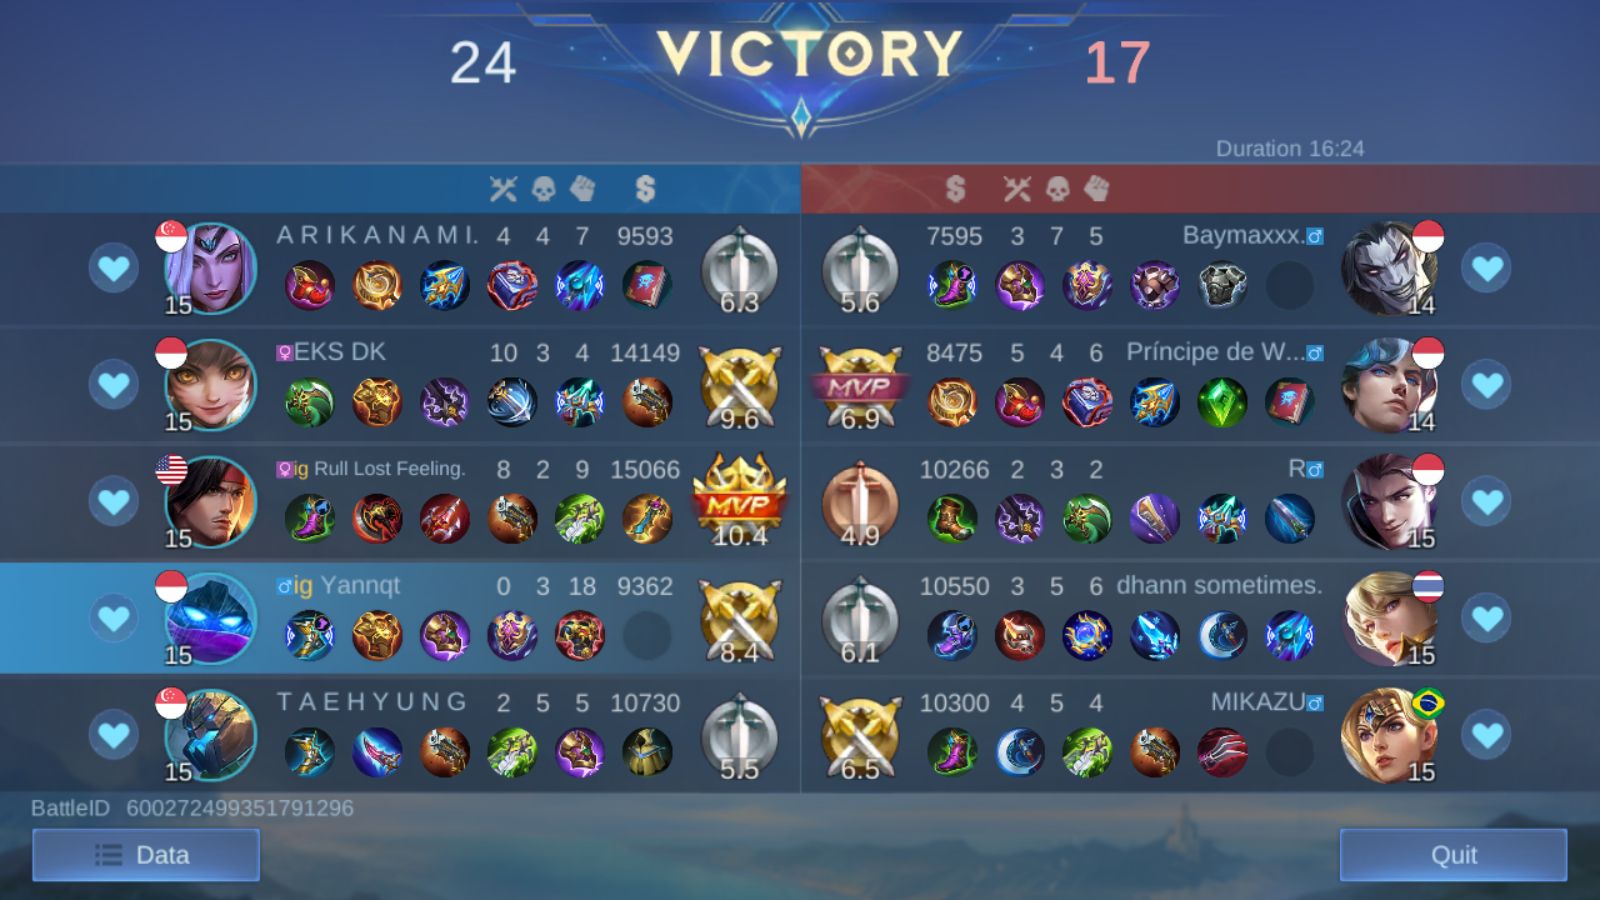 24 VICTORY 17
Duration 16:24
A R I K A N A M I. 4 4 7 9593
15 6.3
7595 3 7 5 Baymaxxx.
5.6 14
EKS DK 10 3 4 14149
15 9.6
8475 5 4 6 Príncipe de W...
MVP
6.9 14
ig Rull Lost Feeling. 8 2 9 15066
MVP
15 10.4
10266 2 3 2 R
4.9 15
ig Yannqt 0 3 18 9362
15 8.4
10550 3 5 6 dhann sometimes.
6.1 15
T A E H Y U N G 2 5 5 10730
15 5.5
10300 4 5 4 MIKAZU
6.5 15
BattleID 600272499351791296
Data
Quit